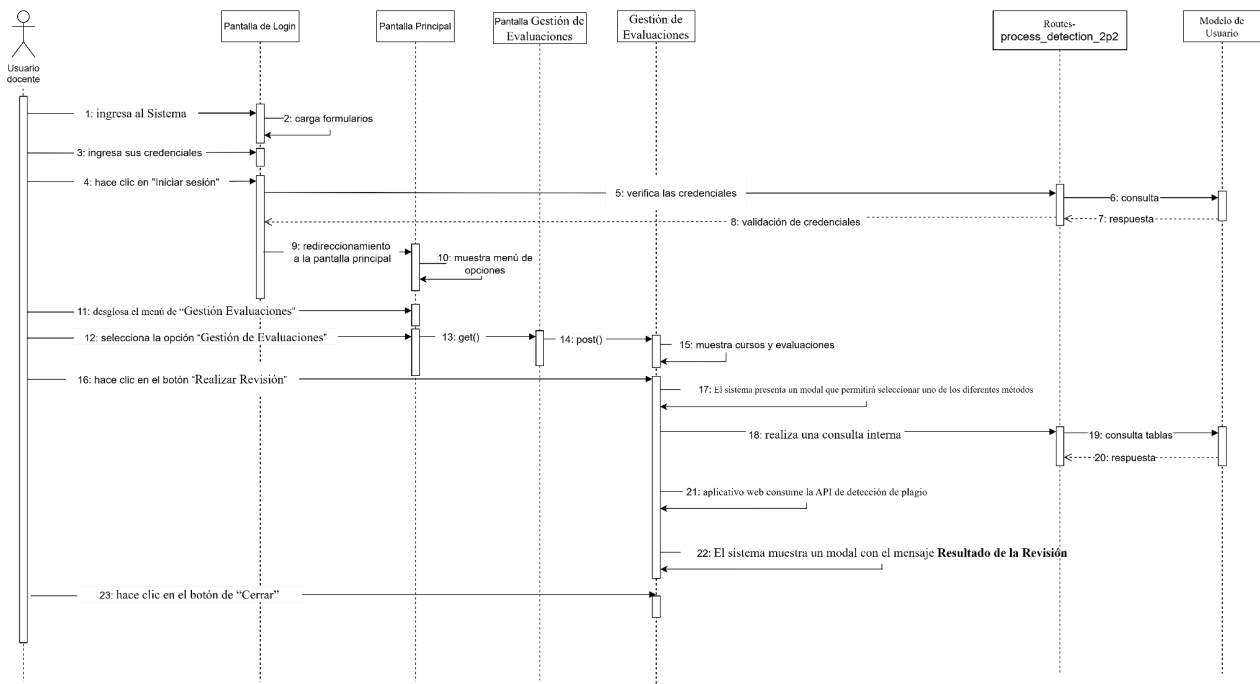 Usuario
docente
Pantalla de Login
Pantalla Principal
Pantalla Gestión de
Evaluaciones
Gestión de
Evaluaciones
Routes-
process_detection_2p2
Modelo de
Usuario
1: ingresa al Sistema
2: carga formularios
3: ingresa sus credenciales
4: hace clic en "Iniciar sesión"
5: verifica las credenciales
6: consulta
7: respuesta
8: validación de credenciales
9: redireccionamiento
a la pantalla principal
10: muestra menú de
opciones
11: desglosa el menú de “Gestión Evaluaciones”
12: selecciona la opción “Gestión de Evaluaciones”
13: get()
14: post()
15: muestra cursos y evaluaciones
16: hace clic en el botón “Realizar Revisión”
17: El sistema presenta un modal que permitirá seleccionar uno de los diferentes métodos
18: realiza una consulta interna
19: consulta tablas
20: respuesta
21: aplicativo web consume la API de detección de plagio
22: El sistema muestra un modal con el mensaje Resultado de la Revisión
23: hace clic en el botón de “Cerrar”